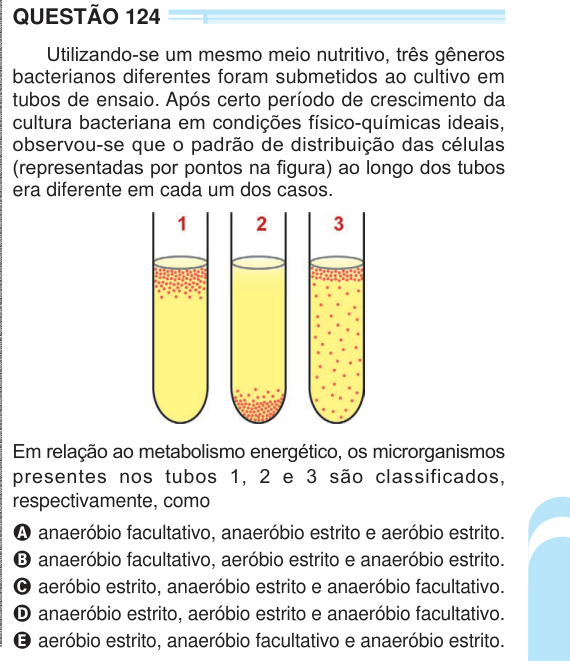 QUESTÃO 124
Utilizando-se um mesmo meio nutritivo, três gêneros
bacterianos diferentes foram submetidos ao cultivo em
tubos de ensaio. Após certo período de crescimento da
cultura bacteriana em condições físico-químicas ideais,
observou-se que o padrão de distribuição das células
(representadas por pontos na figura) ao longo dos tubos
era diferente em cada um dos casos.
1 2 3
Em relação ao metabolismo energético, os microrganismos
presentes nos tubos 1, 2 e 3 são classificados,
respectivamente, como
A anaeróbio facultativo, anaeróbio estrito e aeróbio estrito.
B anaeróbio facultativo, aeróbio estrito e anaeróbio estrito.
C aeróbio estrito, anaeróbio estrito e anaeróbio facultativo.
D anaeróbio estrito, aeróbio estrito e anaeróbio facultativo.
E aeróbio estrito, anaeróbio facultativo e anaeróbio estrito.